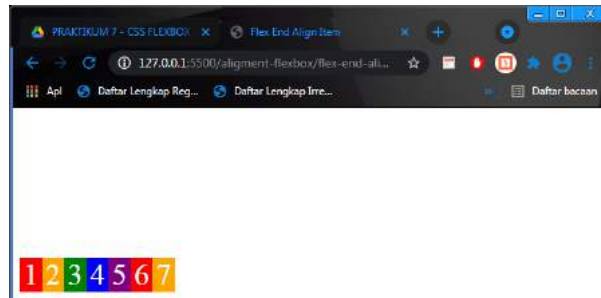 PRAKTIKUM 7 - CSS FLEXBOX
Flex End Align Item
127.0.0.1:5500/aligment-flexbox/flex-end-ali...
Apl
Daftar Lengkap Reg...
Daftar Lengkap Irre...
Daftar bacaan
1234567